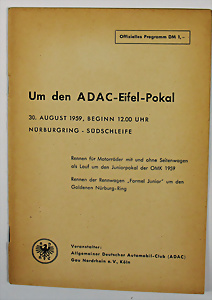 Offizielles Programm DM 1,–
Um den ADAC-Eifel-Pokal
30. AUGUST 1959, BEGINN 12.00 UHR
NÜRBURGRING - SÜDSCHLEIFE
Rennen für Motorräder mit und ohne Seitenwagen
als Lauf um den Juniorpokal der OMK 1959
Rennen der Rennwagen „Formel Junior" um den
Goldenen Nürburg-Ring
Veranstalter:
Allgemeiner Deutscher Automobil-Club (ADAC)
Gau Nordrhein e.V., Köln